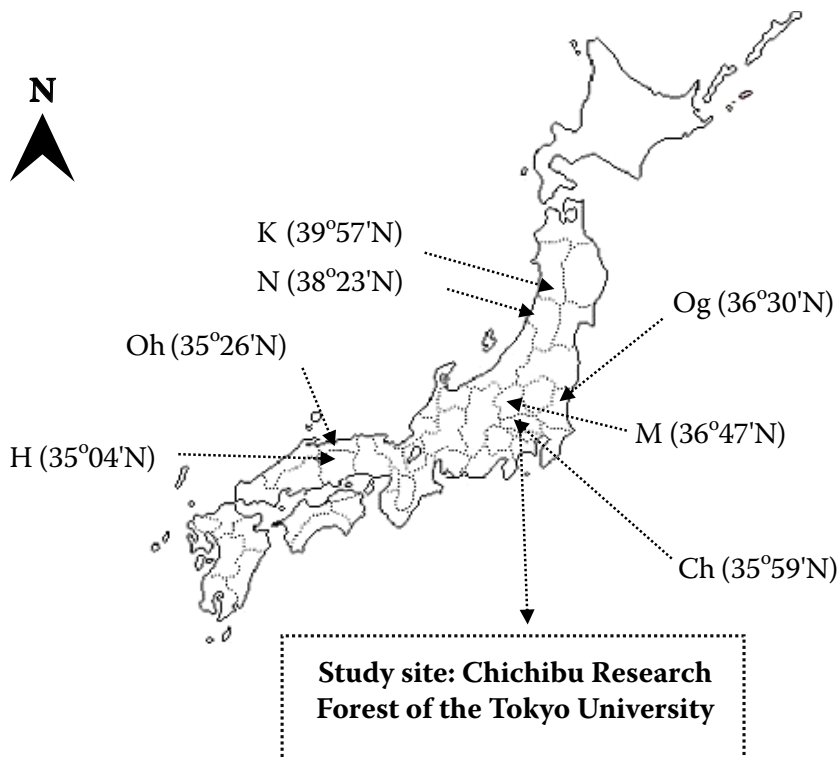 N
K (39°57'N)
N (38°23'N)
Og (36°30'N)
Oh (35°26'N)
H (35°04'N)
M (36°47'N)
Ch (35°59'N)
Study site: Chichibu Research
Forest of the Tokyo University